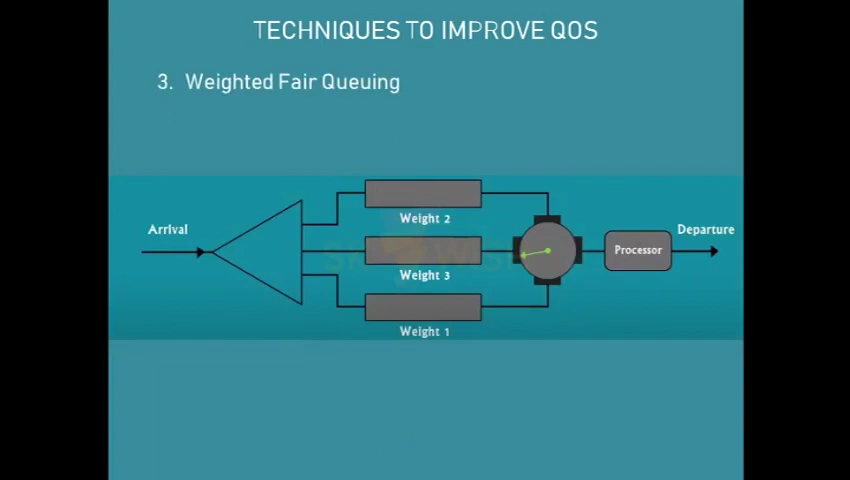 TECHNIQUES TO IMPROVE QOS
3. Weighted Fair Queuing
Arrival
Weight 2
Departure
Processor
Weight 3
Weight 1